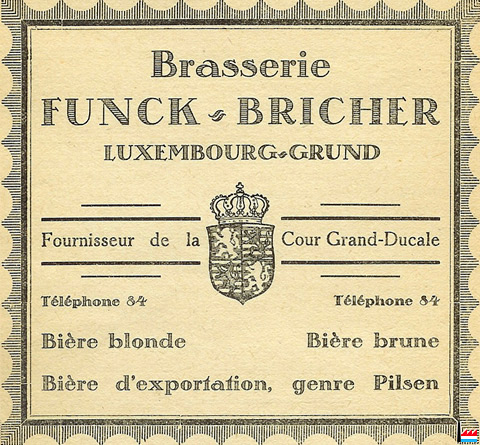 Brasserie
FUNCK - BRICHER
LUXEMBOURG-GRUND
Fournisseur de la Cour Grand-Ducale
Téléphone 84 Téléphone 84
Bière blonde Bière brune
Bière d'exportation, genre Pilsen